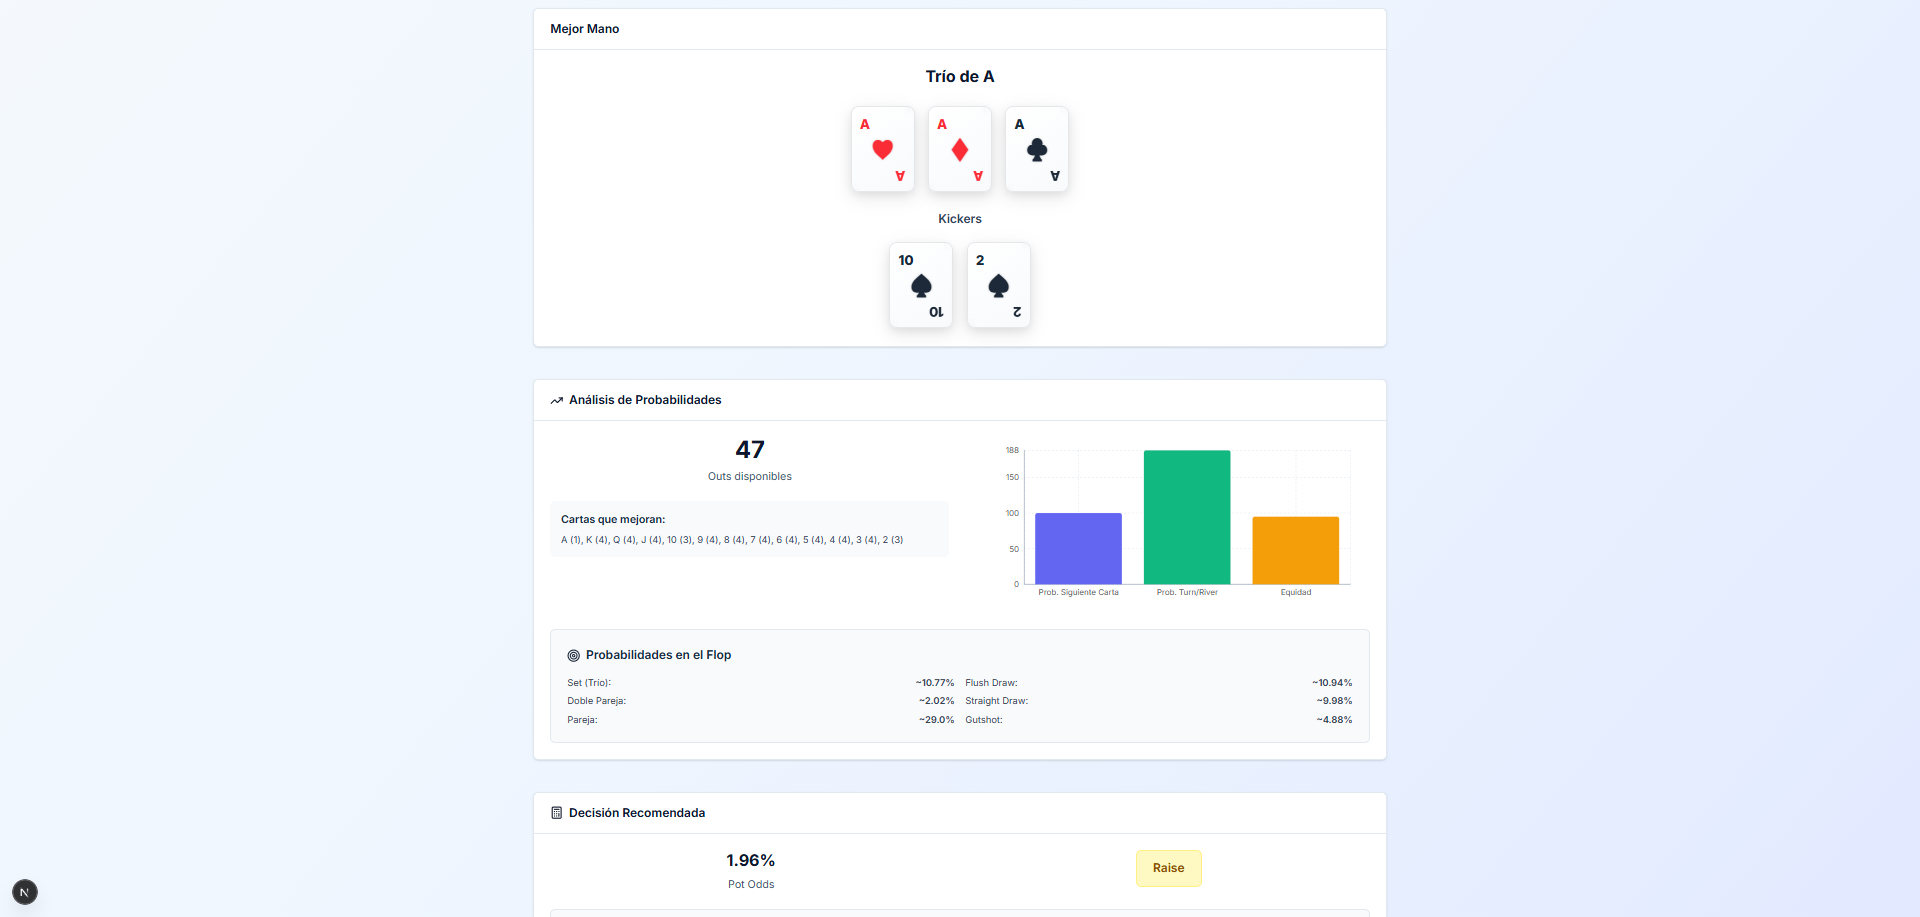 Mejor Mano
Trío de A
A A A
A A A
Kickers
10 2
10 2
Análisis de Probabilidades
47
Outs disponibles
Cartas que mejoran:
A (1), K (4), Q (4), J (4), 10 (3), 9 (4), 8 (4), 7 (4), 6 (4), 5 (4), 4 (4), 3 (4), 2 (3)
188
150
100
50
0
Prob. Siguiente Carta Prob. Turn/River Equidad
Probabilidades en el Flop
Set (Trío): ~10.77% Flush Draw: ~10.94%
Doble Pareja: ~2.02% Straight Draw: ~9.98%
Pareja: ~29.0% Gutshot: ~4.88%
Decisión Recomendada
1.96%
Pot Odds
Raise
N